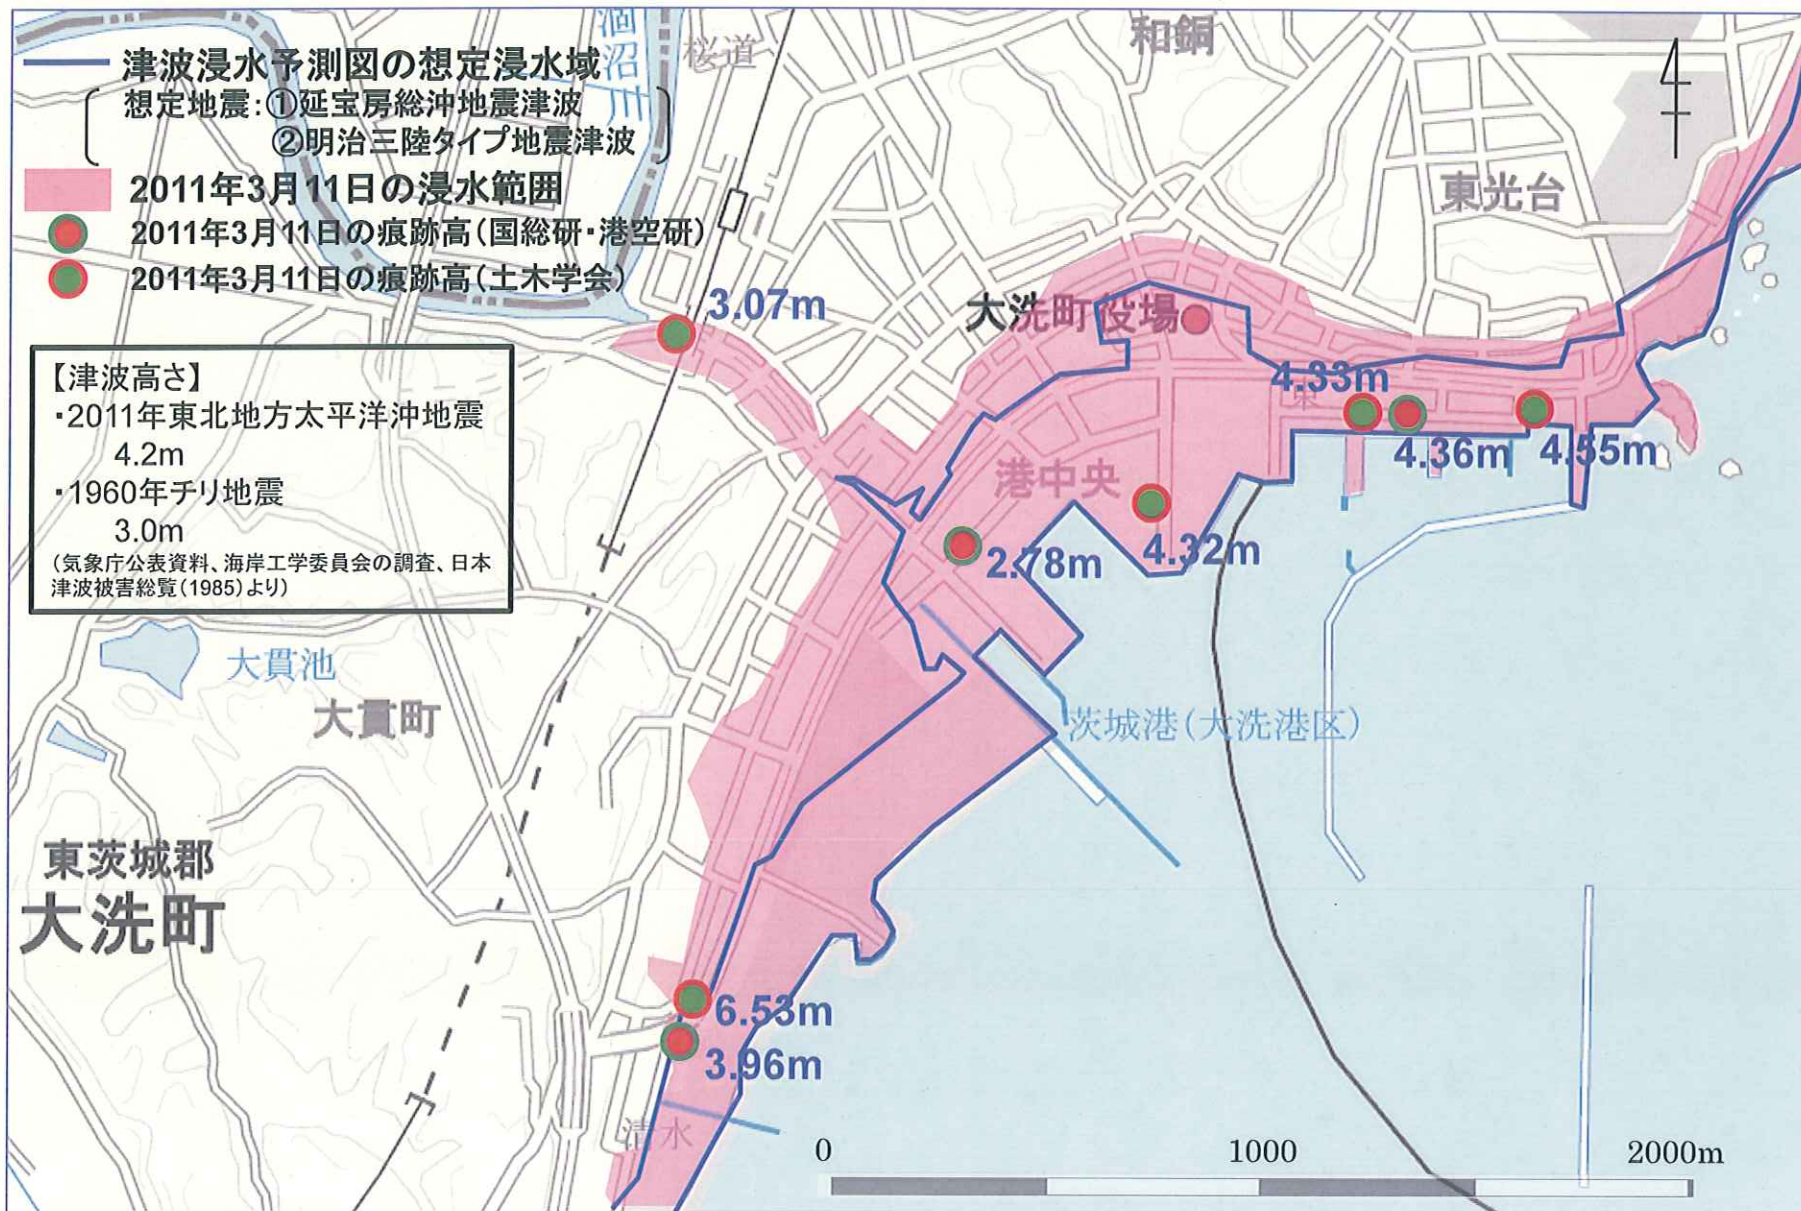 津波浸水予測図の想定浸水域
想定地震:①延宝房総沖地震津波
②明治三陸タイプ地震津波
2011年3月11日の浸水範囲
2011年3月11日の痕跡高(国総研・港空研)
2011年3月11日の痕跡高(土木学会)
涸沼川
桜道
和銅
東光台
3.07m
大洗町役場
【津波高さ】
・2011年東北地方太平洋沖地震
4.2m
・1960年チリ地震
3.0m
(気象庁公表資料、海岸工学委員会の調査、日本
津波被害総覧(1985)より)
4.33m
東
4.36m
4.55m
港中央
2.78m
4.32m
大貫池
大貫町
茨城港(大洗港区)
東茨城郡
大洗町
6.53m
3.96m
清水
0
1000
2000m